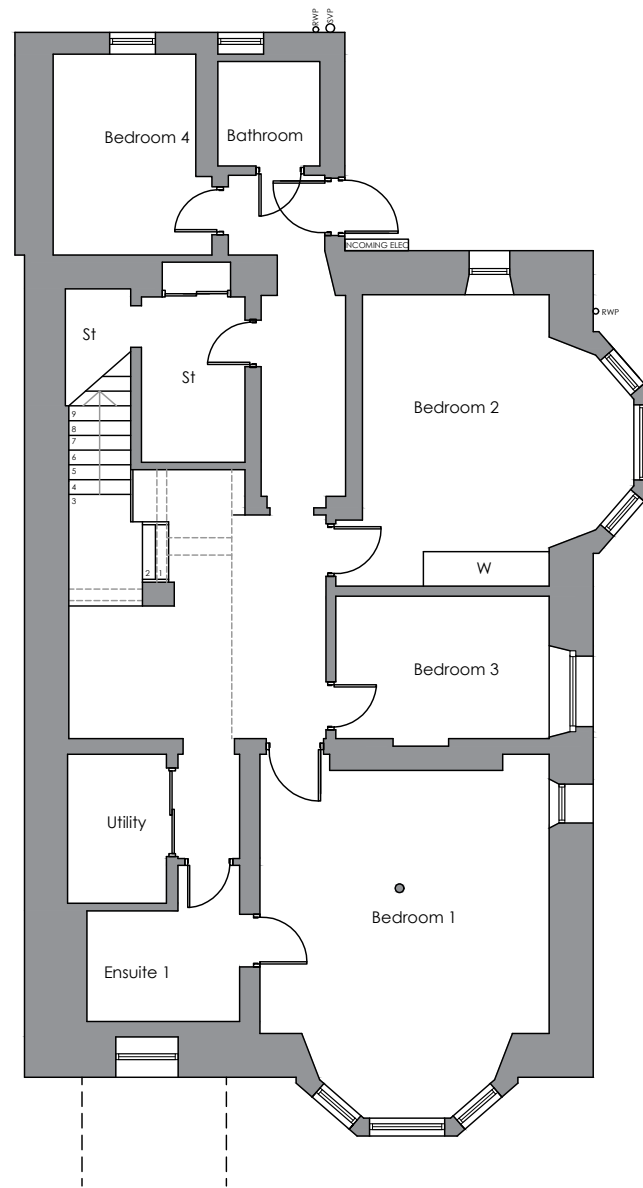 RWP
SVP
Bedroom 4
Bathroom
INCOMING ELEC
RWP
St
St
Bedroom 2
9
8
7
6
5
4
3
2
1
W
Bedroom 3
Utility
Bedroom 1
Ensuite 1